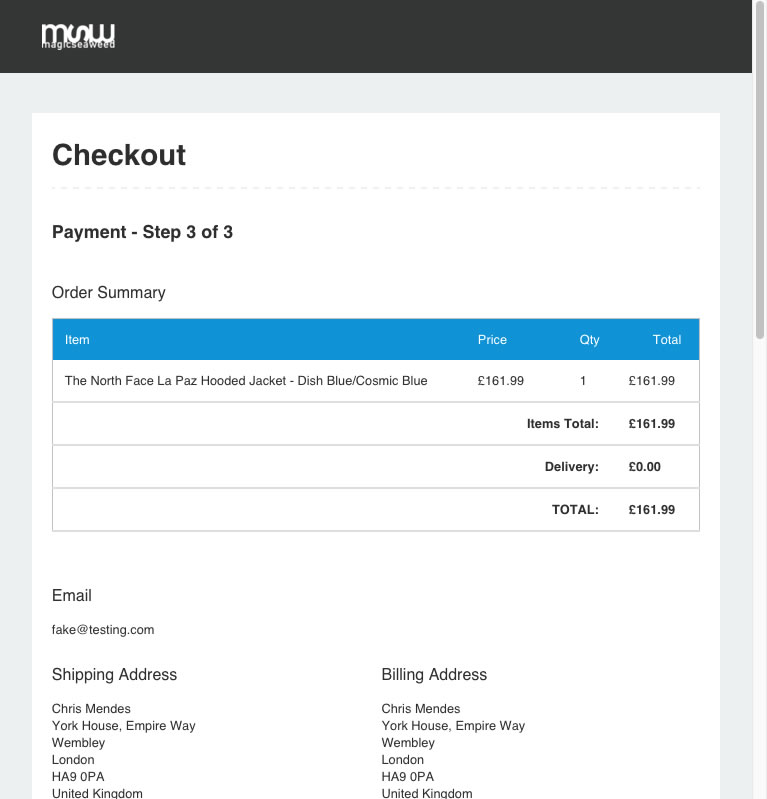 msw
magicseaweed
Checkout
Payment - Step 3 of 3
Order Summary
Item Price Qty Total
The North Face La Paz Hooded Jacket - Dish Blue/Cosmic Blue £161.99 1 £161.99
Items Total: £161.99
Delivery: £0.00
TOTAL: £161.99
Email
fake@testing.com
Shipping Address Billing Address
Chris Mendes Chris Mendes
York House, Empire Way York House, Empire Way
Wembley Wembley
London London
HA9 0PA HA9 0PA
United Kingdom United Kingdom